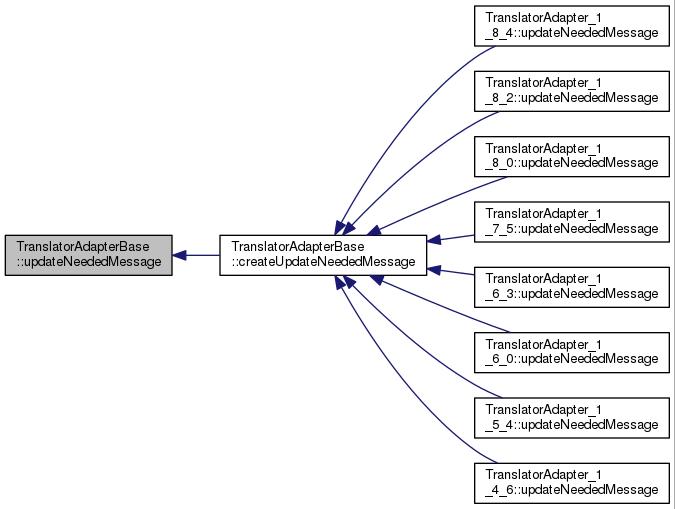 TranslatorAdapter_1
_8_4::updateNeededMessage
TranslatorAdapter_1
_8_2::updateNeededMessage
TranslatorAdapter_1
_8_0::updateNeededMessage
TranslatorAdapter_1
_7_5::updateNeededMessage
TranslatorAdapterBase
::updateNeededMessage
TranslatorAdapterBase
::createUpdateNeededMessage
TranslatorAdapter_1
_6_3::updateNeededMessage
TranslatorAdapter_1
_6_0::updateNeededMessage
TranslatorAdapter_1
_5_4::updateNeededMessage
TranslatorAdapter_1
_4_6::updateNeededMessage